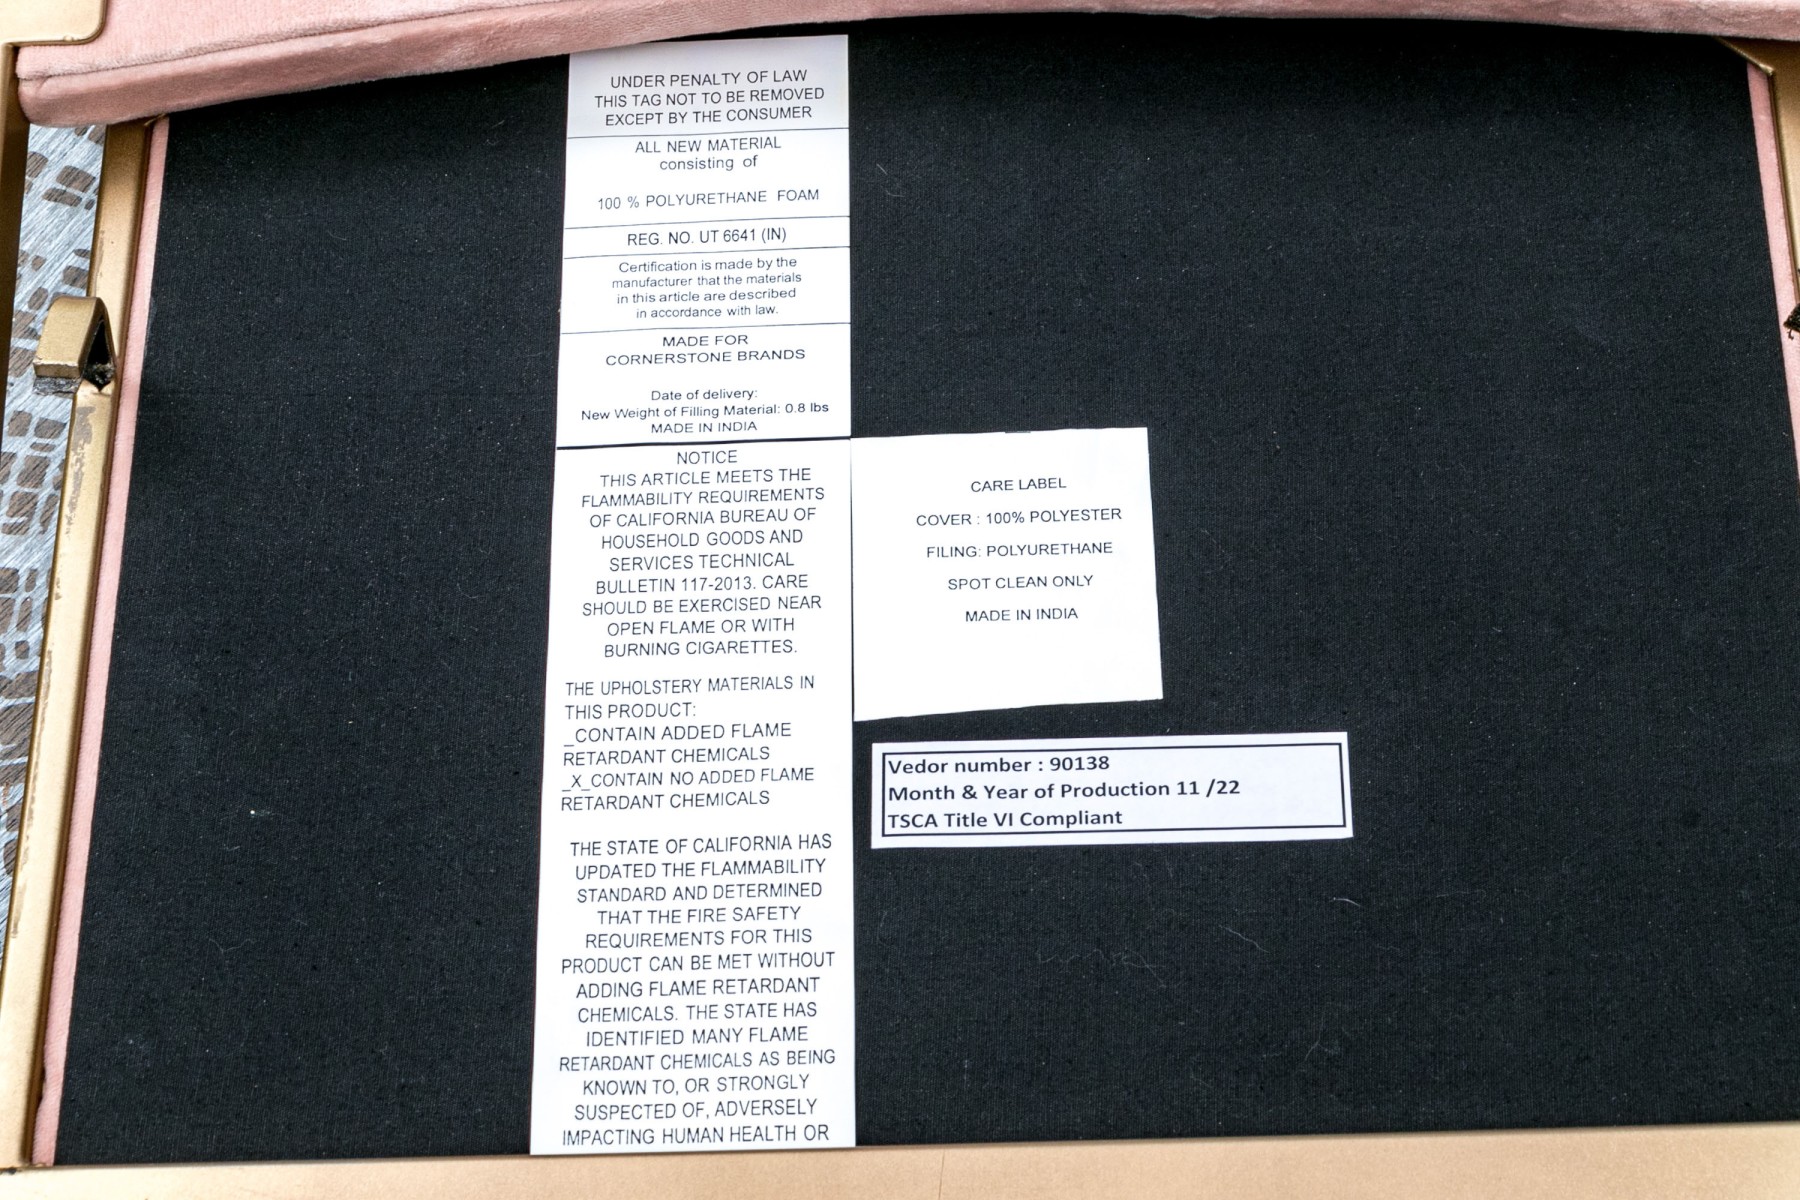 UNDER PENALTY OF LAW
THIS TAG NOT TO BE REMOVED
EXCEPT BY THE CONSUMER
ALL NEW MATERIAL
consisting of
100 % POLYURETHANE FOAM
REG. NO. UT 6641 (IN)
Certification is made by the
manufacturer that the materials
in this article are described
in accordance with law.
MADE FOR
CORNERSTONE BRANDS
Date of delivery:
New Weight of Filling Material: 0.8 lbs
MADE IN INDIA
NOTICE
THIS ARTICLE MEETS THE
FLAMMABILITY REQUIREMENTS
OF CALIFORNIA BUREAU OF
HOUSEHOLD GOODS AND
SERVICES TECHNICAL
BULLETIN 117-2013. CARE
SHOULD BE EXERCISED NEAR
OPEN FLAME OR WITH
BURNING CIGARETTES.
THE UPHOLSTERY MATERIALS IN
THIS PRODUCT:
_CONTAIN ADDED FLAME
RETARDANT CHEMICALS
_X_CONTAIN NO ADDED FLAME
RETARDANT CHEMICALS
THE STATE OF CALIFORNIA HAS
UPDATED THE FLAMMABILITY
STANDARD AND DETERMINED
THAT THE FIRE SAFETY
REQUIREMENTS FOR THIS
PRODUCT CAN BE MET WITHOUT
ADDING FLAME RETARDANT
CHEMICALS. THE STATE HAS
IDENTIFIED MANY FLAME
RETARDANT CHEMICALS AS BEING
KNOWN TO, OR STRONGLY
SUSPECTED OF, ADVERSELY
IMPACTING HUMAN HEALTH OR
CARE LABEL
COVER : 100% POLYESTER
FILING: POLYURETHANE
SPOT CLEAN ONLY
MADE IN INDIA
Vedor number : 90138
Month & Year of Production 11 /22
TSCA Title VI Compliant